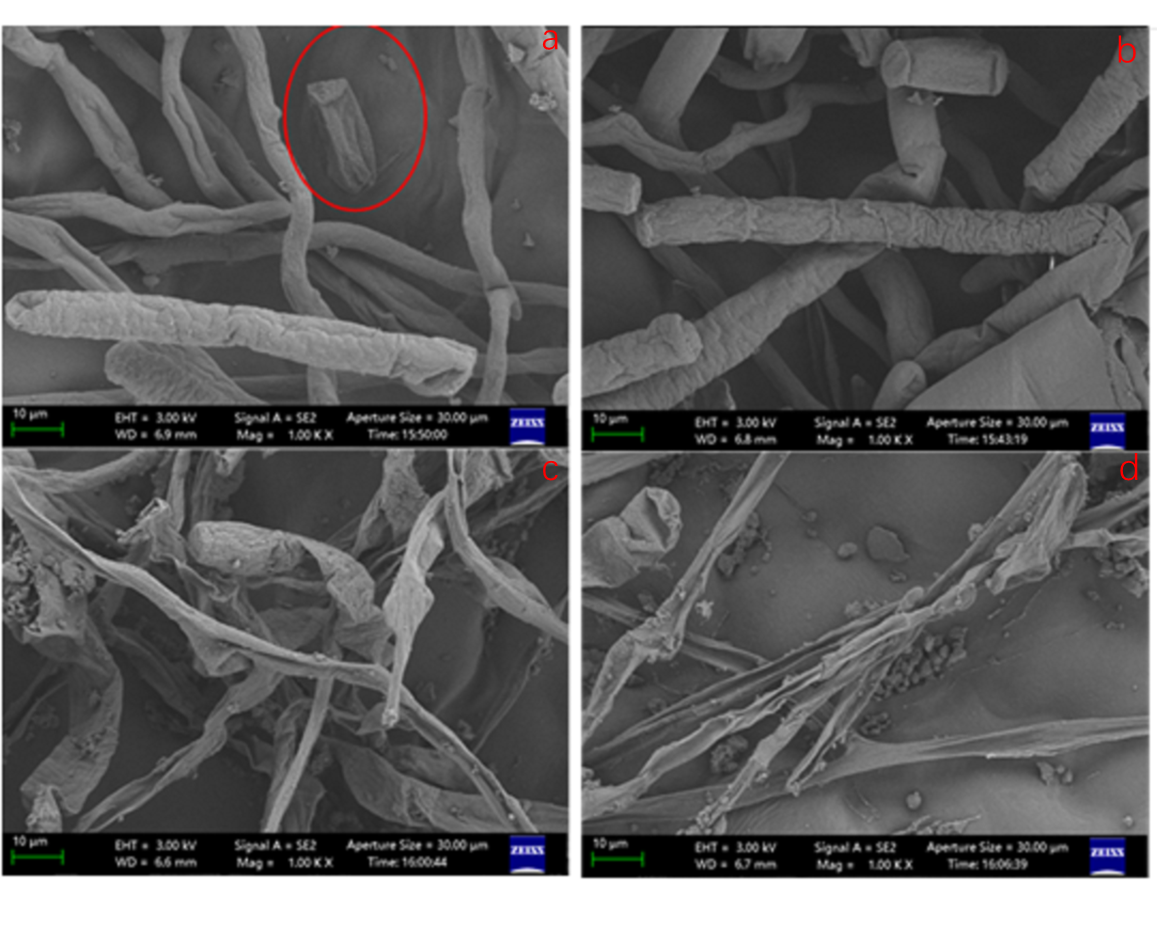 a
10 μm
EHT = 3.00 kV
Signal A = SE2
Aperture Size = 30.00 μm
WD = 6.9 mm
Mag = 1.00 K X
Time: 15:50:00
ZEISS
b
10 μm
EHT = 3.00 kV
Signal A = SE2
Aperture Size = 30.00 μm
WD = 6.8 mm
Mag = 1.00 K X
Time: 15:43:19
ZEISS
c
10 μm
EHT = 3.00 kV
Signal A = SE2
Aperture Size = 30.00 μm
WD = 6.6 mm
Mag = 1.00 K X
Time: 16:00:44
ZEISS
d
10 μm
EHT = 3.00 kV
Signal A = SE2
Aperture Size = 30.00 μm
WD = 6.7 mm
Mag = 1.00 K X
Time: 16:06:39
ZEISS